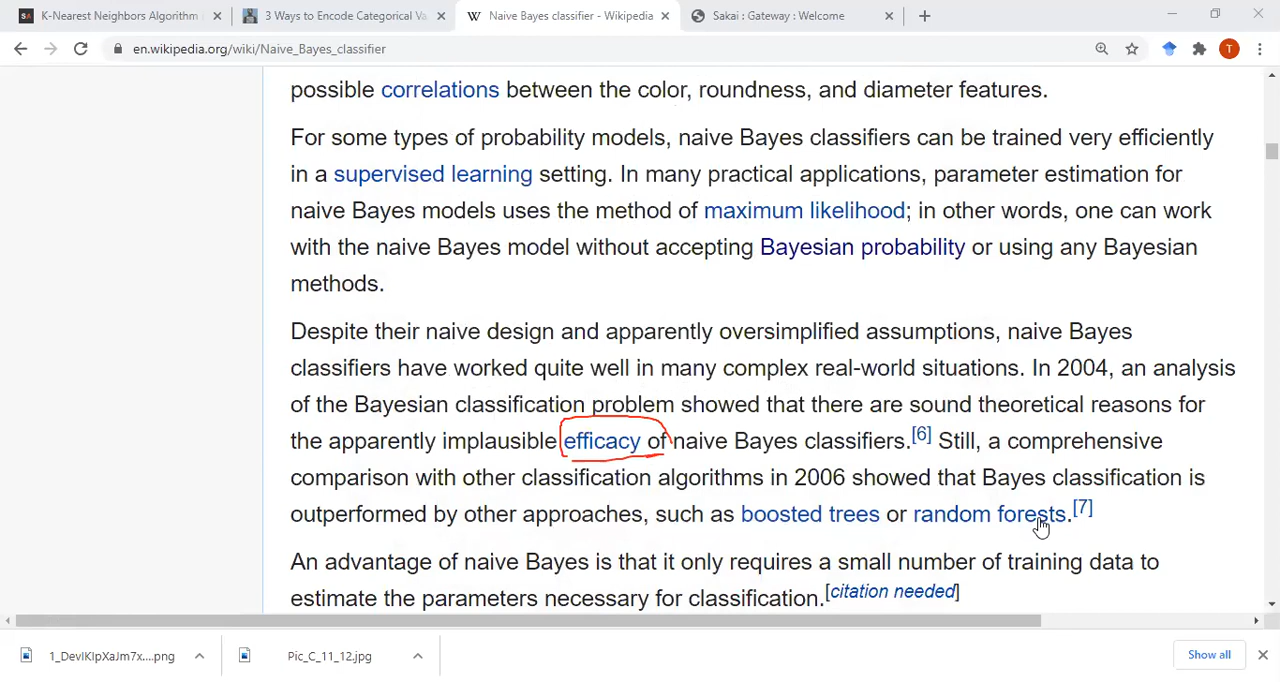 K-Nearest Neighbors Algorithm
3 Ways to Encode Categorical Va
Naive Bayes classifier - Wikipedia
Sakai : Gateway : Welcome
en.wikipedia.org/wiki/Naive_Bayes_classifier
T
possible correlations between the color, roundness, and diameter features.
For some types of probability models, naive Bayes classifiers can be trained very efficiently
in a supervised learning setting. In many practical applications, parameter estimation for
naive Bayes models uses the method of maximum likelihood; in other words, one can work
with the naive Bayes model without accepting Bayesian probability or using any Bayesian
methods.
Despite their naive design and apparently oversimplified assumptions, naive Bayes
classifiers have worked quite well in many complex real-world situations. In 2004, an analysis
of the Bayesian classification problem showed that there are sound theoretical reasons for
the apparently implausible efficacy of naive Bayes classifiers.[6] Still, a comprehensive
comparison with other classification algorithms in 2006 showed that Bayes classification is
outperformed by other approaches, such as boosted trees or random forests.[7]
An advantage of naive Bayes is that it only requires a small number of training data to
estimate the parameters necessary for classification.[citation needed]
1_DevIKIpXaJm7x....png
Pic_C_11_12.jpg
Show all